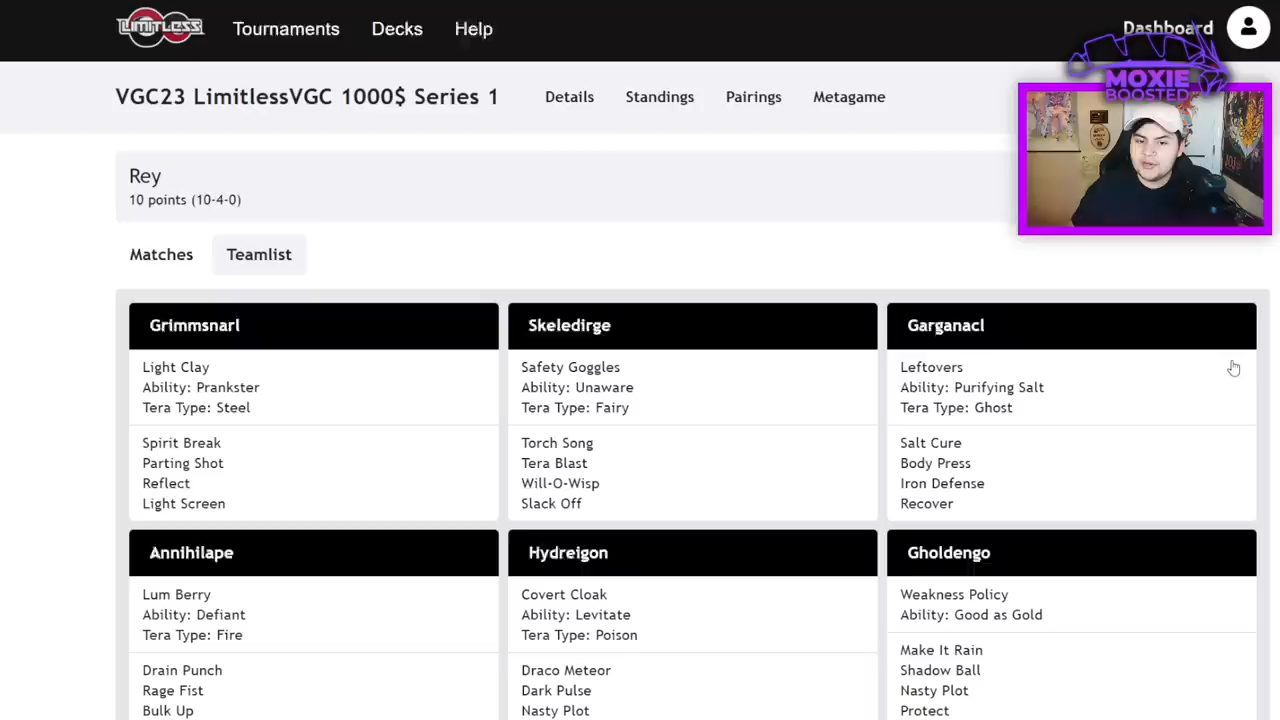 LIMITLESS Tournaments Decks Help Dashboard
MOXIE
BOOSTED
VGC23 LimitlessVGC 1000$ Series 1 Details Standings Pairings Metagame
Rey
10 points (10-4-0)
Matches Teamlist
Grimmsnarl
Light Clay
Ability: Prankster
Tera Type: Steel
Spirit Break
Parting Shot
Reflect
Light Screen
Skeledirge
Safety Goggles
Ability: Unaware
Tera Type: Fairy
Torch Song
Tera Blast
Will-O-Wisp
Slack Off
Garganacl
Leftovers
Ability: Purifying Salt
Tera Type: Ghost
Salt Cure
Body Press
Iron Defense
Recover
Annihilape
Lum Berry
Ability: Defiant
Tera Type: Fire
Drain Punch
Rage Fist
Bulk Up
Hydreigon
Covert Cloak
Ability: Levitate
Tera Type: Poison
Draco Meteor
Dark Pulse
Nasty Plot
Gholdengo
Weakness Policy
Ability: Good as Gold
Make It Rain
Shadow Ball
Nasty Plot
Protect